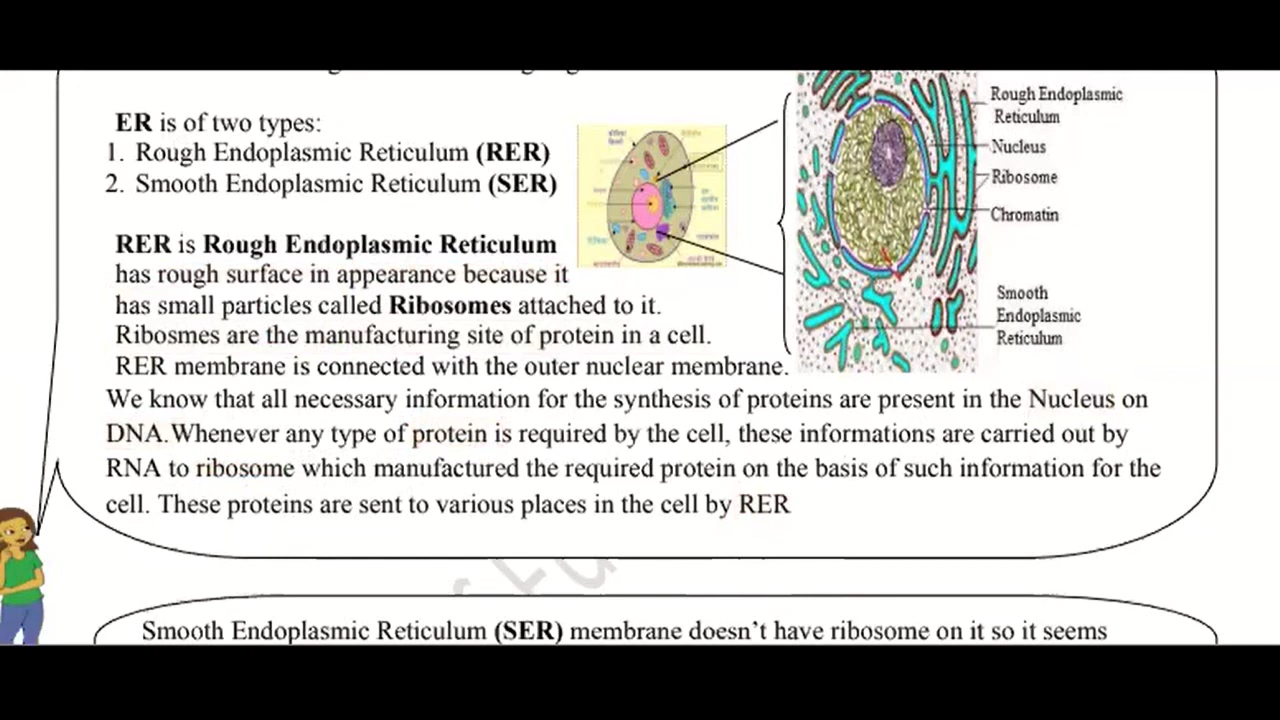 ER is of two types:
1. Rough Endoplasmic Reticulum (RER)
2. Smooth Endoplasmic Reticulum (SER)
RER is Rough Endoplasmic Reticulum
has rough surface in appearance because it
has small particles called Ribosomes attached to it.
Ribosmes are the manufacturing site of protein in a cell.
RER membrane is connected with the outer nuclear membrane.
We know that all necessary information for the synthesis of proteins are present in the Nucleus on
DNA.Whenever any type of protein is required by the cell, these informations are carried out by
RNA to ribosome which manufactured the required protein on the basis of such information for the
cell. These proteins are sent to various places in the cell by RER
Rough Endoplasmic
Reticulum
Nucleus
Ribosome
Chromatin
Smooth
Endoplasmic
Reticulum
Smooth Endoplasmic Reticulum (SER) membrane doesn't have ribosome on it so it seems